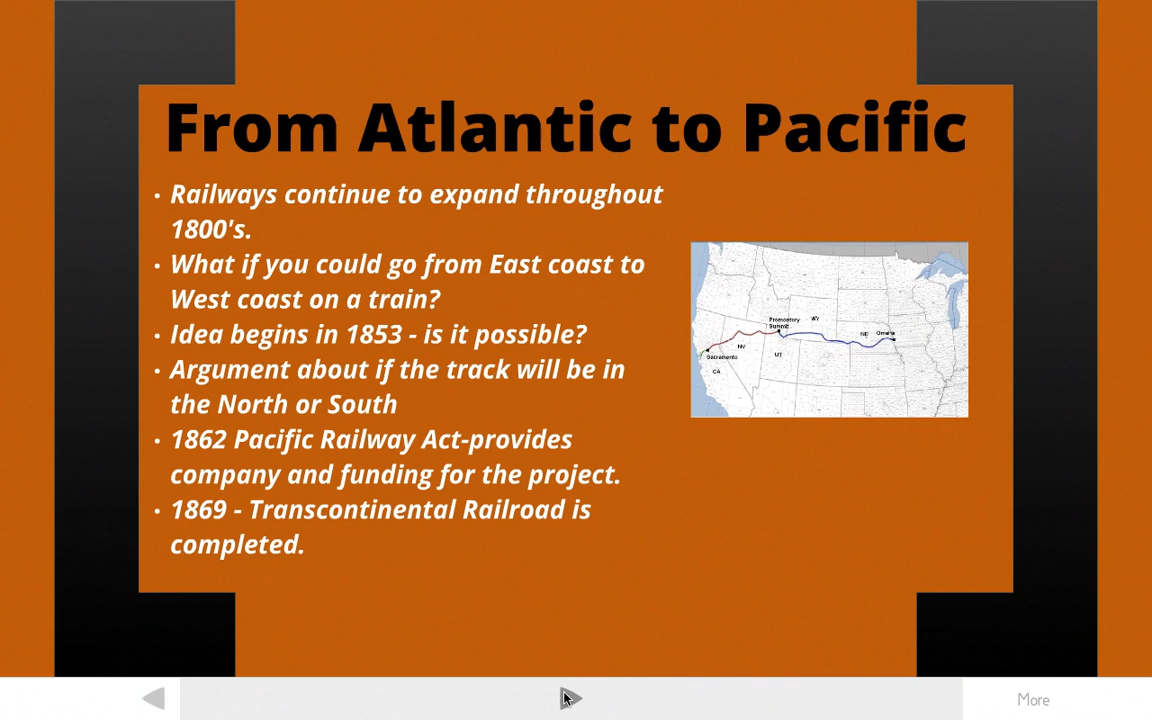 From Atlantic to Pacific
• Railways continue to expand throughout
1800's.
• What if you could go from East coast to
West coast on a train?
• Idea begins in 1853 - is it possible?
• Argument about if the track will be in
the North or South
• 1862 Pacific Railway Act-provides
company and funding for the project.
• 1869 - Transcontinental Railroad is
completed.
Promontory
Summit
WY
NE
Omaha
NV
Sacramento
UT
CA
More